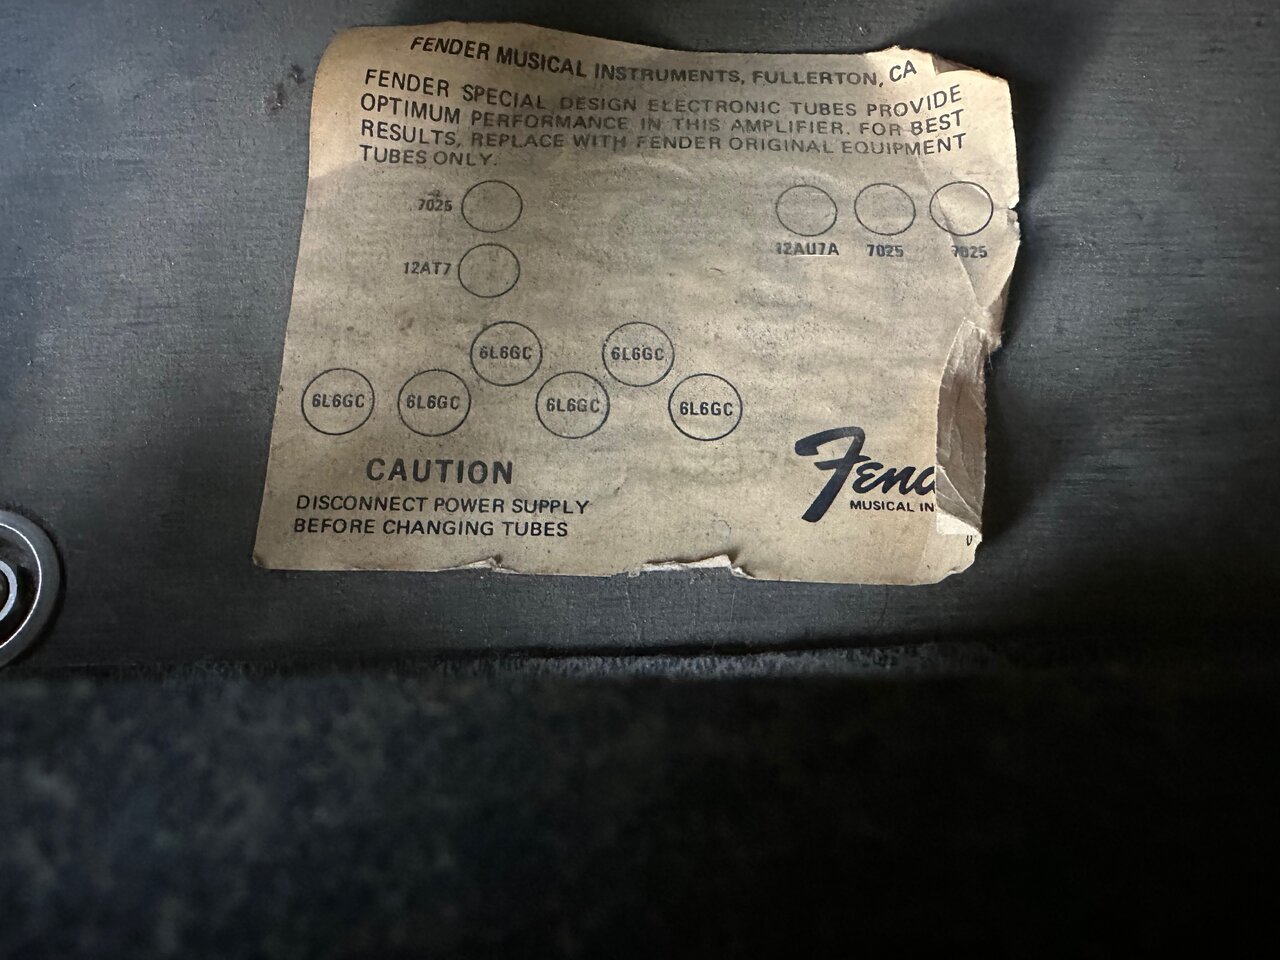 FENDER MUSICAL INSTRUMENTS, FULLERTON, CA
FENDER SPECIAL DESIGN ELECTRONIC TUBES PROVIDE
OPTIMUM PERFORMANCE IN THIS AMPLIFIER. FOR BEST
RESULTS, REPLACE WITH FENDER ORIGINAL EQUIPMENT
TUBES ONLY.
7025
12AU7A 7025 7025
12AT7
6L6GC 6L6GC
6L6GC 6L6GC 6L6GC 6L6GC
CAUTION
DISCONNECT POWER SUPPLY
BEFORE CHANGING TUBES
Fend
MUSICAL IN